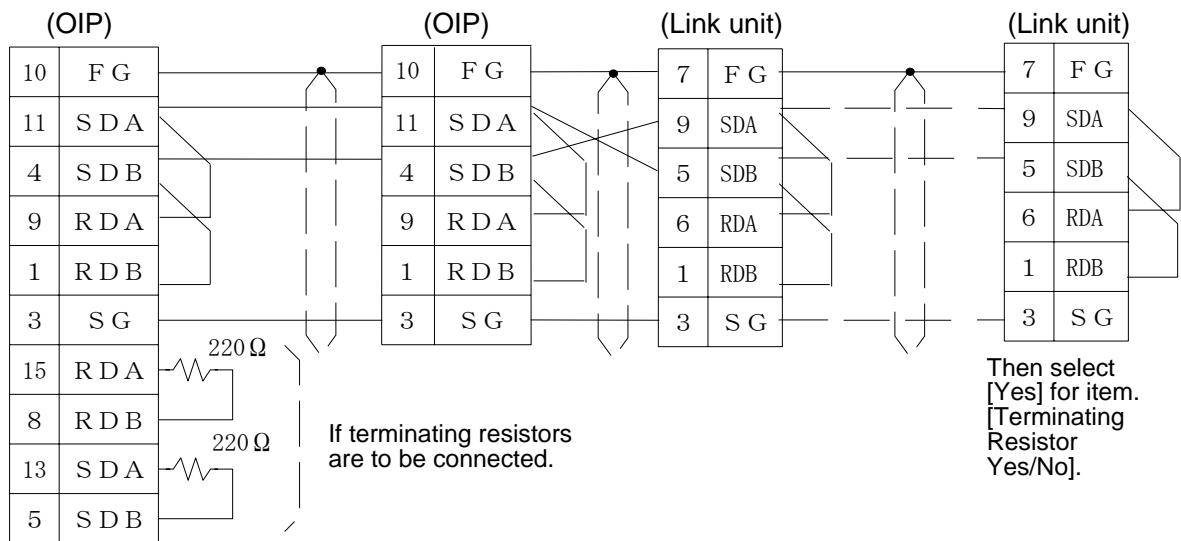 (OIP)
10 FG
11 SDA
4 SDB
9 RDA
1 RDB
3 SG
15 RDA
8 RDB
13 SDA
5 SDB
220Ω
220Ω
If terminating resistors
are to be connected.
(OIP)
10 FG
11 SDA
4 SDB
9 RDA
1 RDB
3 SG
(Link unit)
7 FG
9 SDA
5 SDB
6 RDA
1 RDB
3 SG
(Link unit)
7 FG
9 SDA
5 SDB
6 RDA
1 RDB
3 SG
Then select
[Yes] for item.
[Terminating
Resistor
Yes/No].